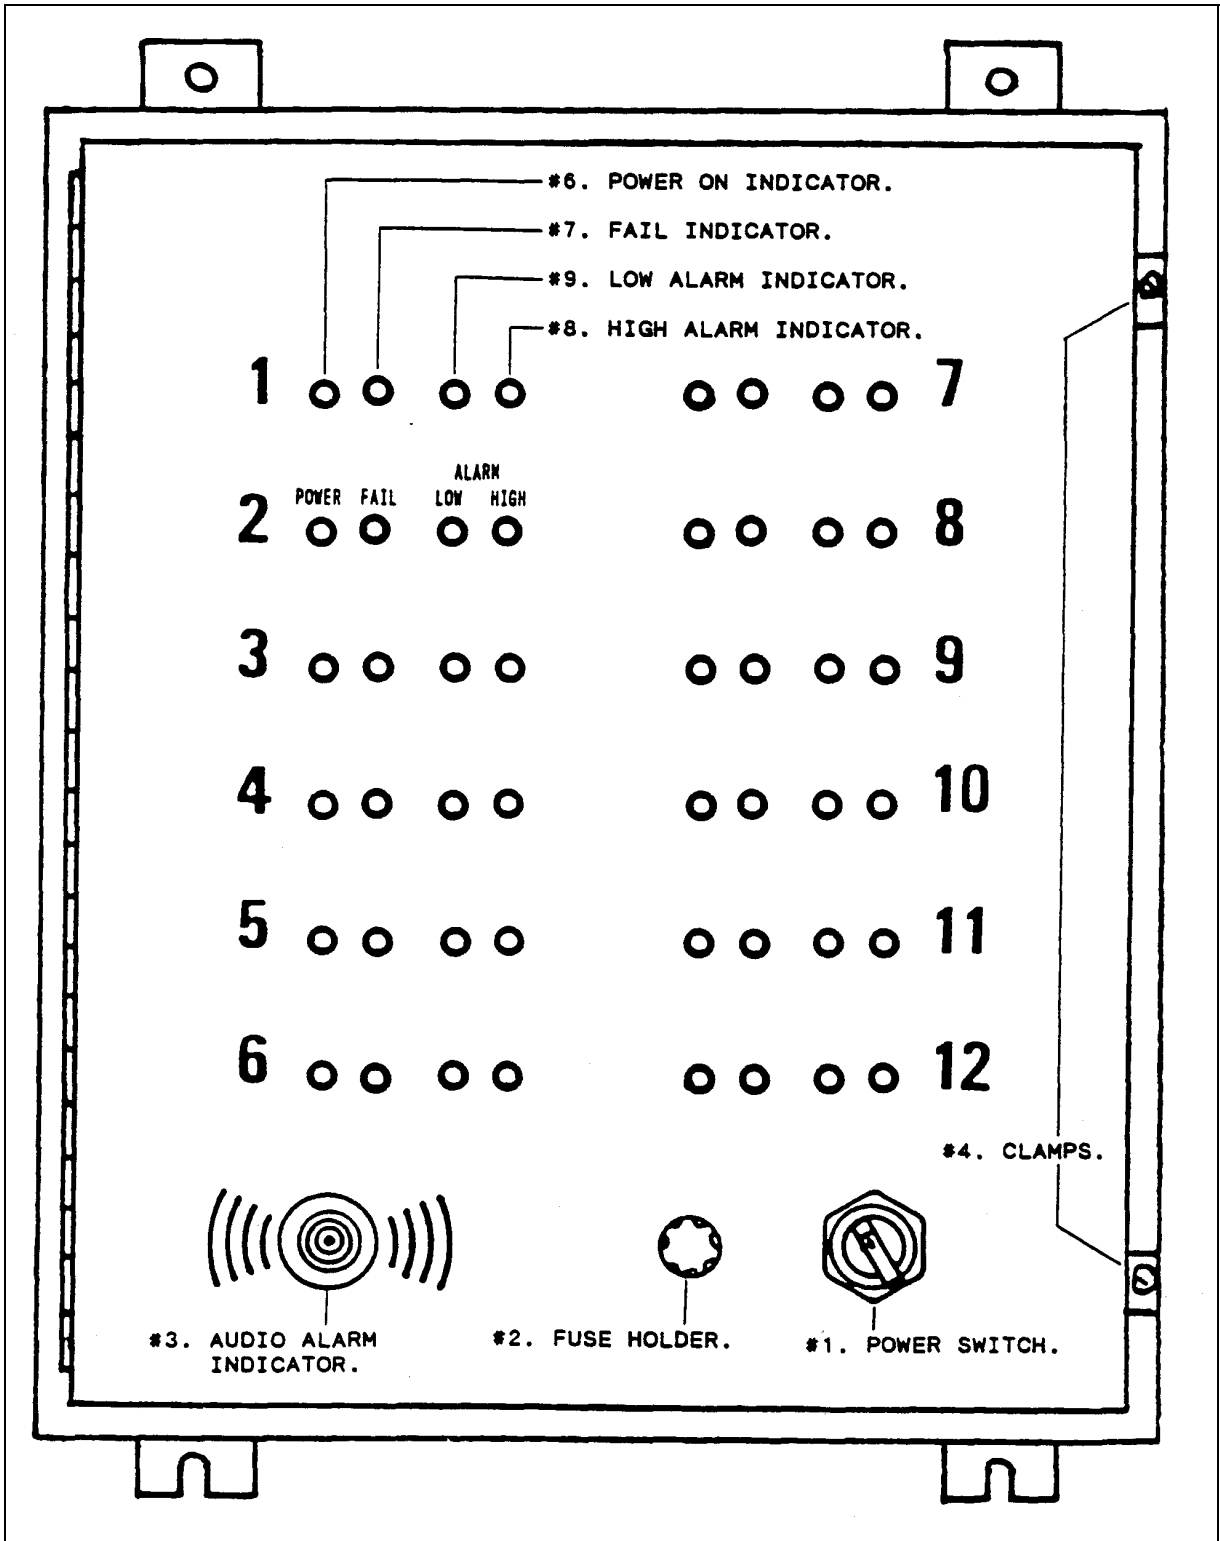 #6. POWER ON INDICATOR.
#7. FAIL INDICATOR.
#9. LOW ALARM INDICATOR.
#8. HIGH ALARM INDICATOR.
1
7
ALARM
POWER FAIL LOW HIGH
2
8
3
9
4
10
5
11
6
12
#4. CLAMPS.
#3. AUDIO ALARM
INDICATOR.
#2. FUSE HOLDER.
#1. POWER SWITCH.